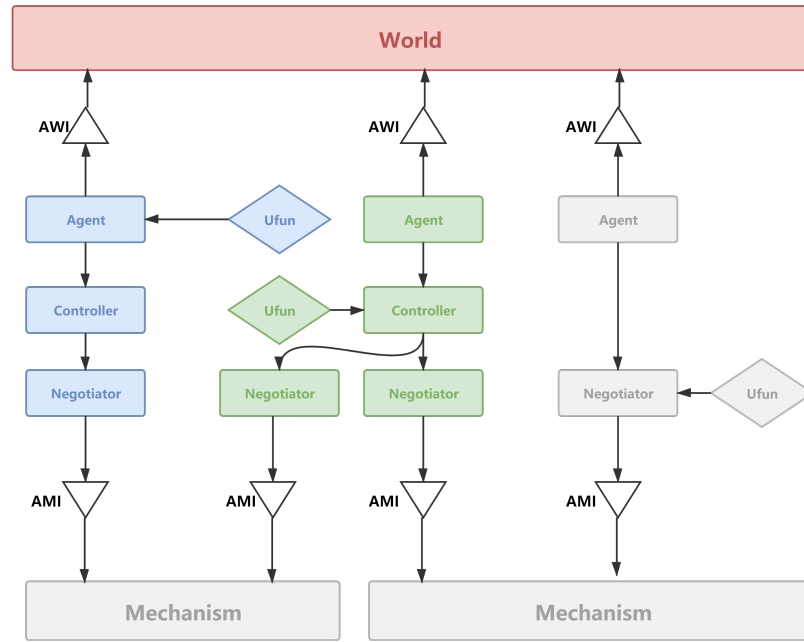 World
AWI
AWI
AWI
Agent
Ufun
Agent
Agent
Controller
Ufun
Controller
Negotiator
Negotiator
Negotiator
Negotiator
Ufun
AMI
AMI
AMI
AMI
Mechanism
Mechanism